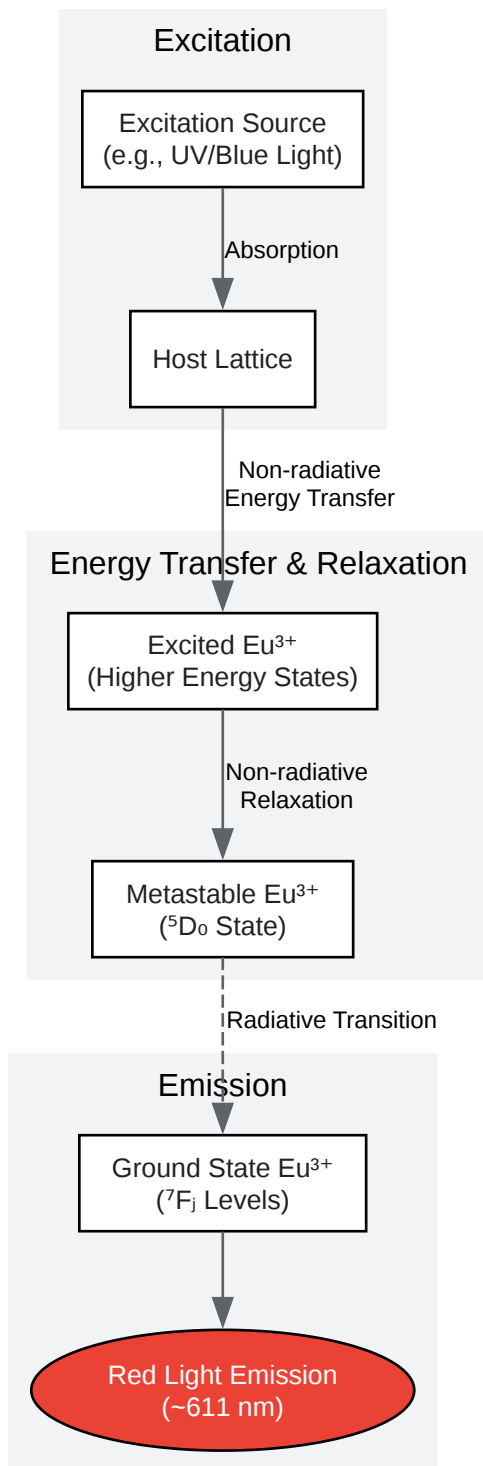 Excitation
Excitation Source
(e.g., UV/Blue Light)
Absorption
Host Lattice
Non-radiative
Energy Transfer
Energy Transfer & Relaxation
Excited Eu³⁺
(Higher Energy States)
Non-radiative
Relaxation
Metastable Eu³⁺
(⁵D₀ State)
Radiative Transition
Emission
Ground State Eu³⁺
(⁷Fⱼ Levels)
Red Light Emission
(~611 nm)